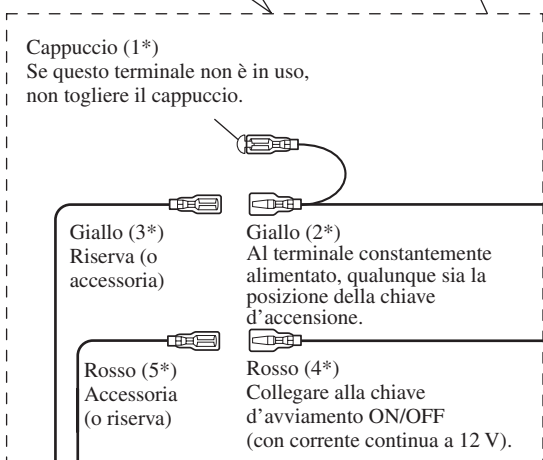 Cappuccio (1*)
Se questo terminale non è in uso,
non togliere il cappuccio.
Giallo (3*)
Riserva (o
accessoria)
Giallo (2*)
Al terminale constantemente
alimentato, qualunque sia la
posizione della chiave
d’accensione.
Rosso (5*)
Accessoria
(o riserva)
Rosso (4*)
Collegare alla chiave
d’avviamento ON/OFF
(con corrente continua a 12 V).